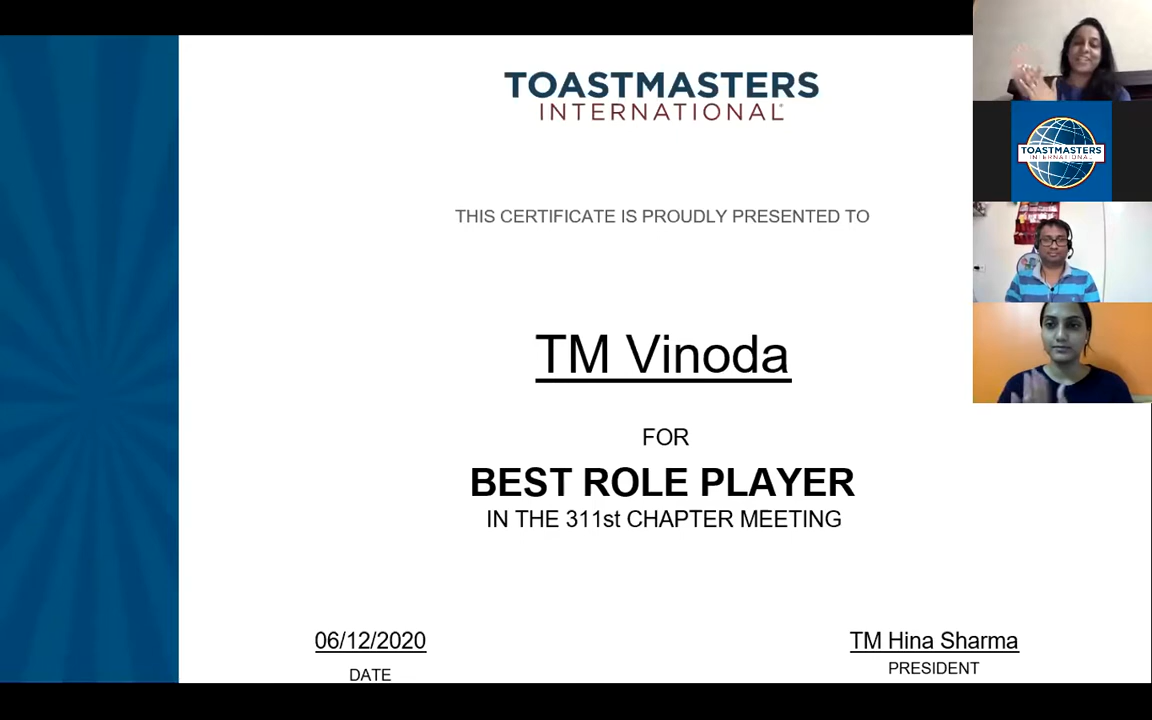 TOASTMASTERS
INTERNATIONAL
THIS CERTIFICATE IS PROUDLY PRESENTED TO
TM Vinoda
FOR
BEST ROLE PLAYER
IN THE 311st CHAPTER MEETING
06/12/2020
DATE
TM Hina Sharma
PRESIDENT
TOASTMASTERS
INTERNATIONAL